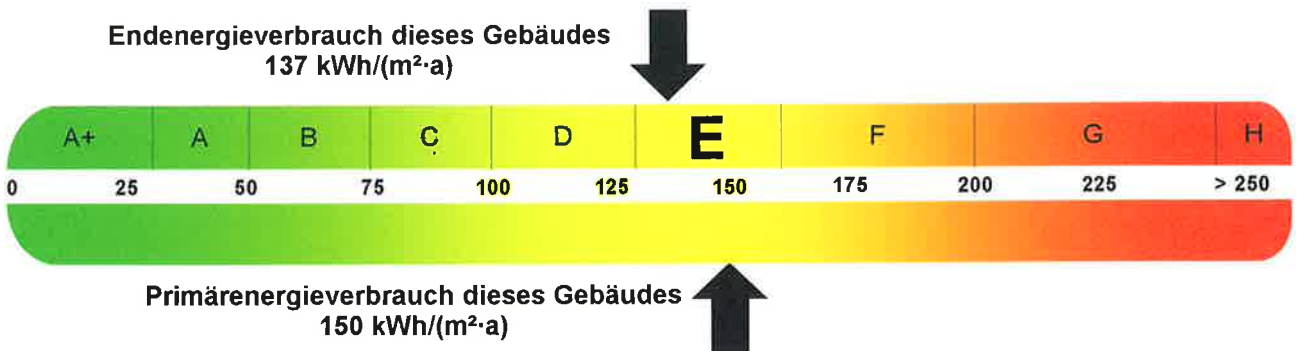 Endenergieverbrauch dieses Gebäudes
137 kWh/(m²·a)
A+ A B C D E F G H
0 25 50 75 100 125 150 175 200 225 > 250
Primärenergieverbrauch dieses Gebäudes
150 kWh/(m²·a)